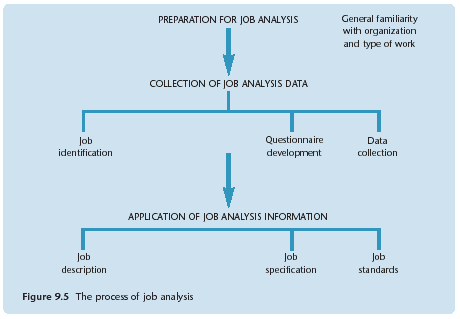 PREPARATION FOR JOB ANALYSIS
General familiarity
with organization
and type of work
COLLECTION OF JOB ANALYSIS DATA
Job
identification
Questionnaire
development
Data
collection
APPLICATION OF JOB ANALYSIS INFORMATION
Job
description
Job
specification
Job
standards
Figure 9.5 The process of job analysis